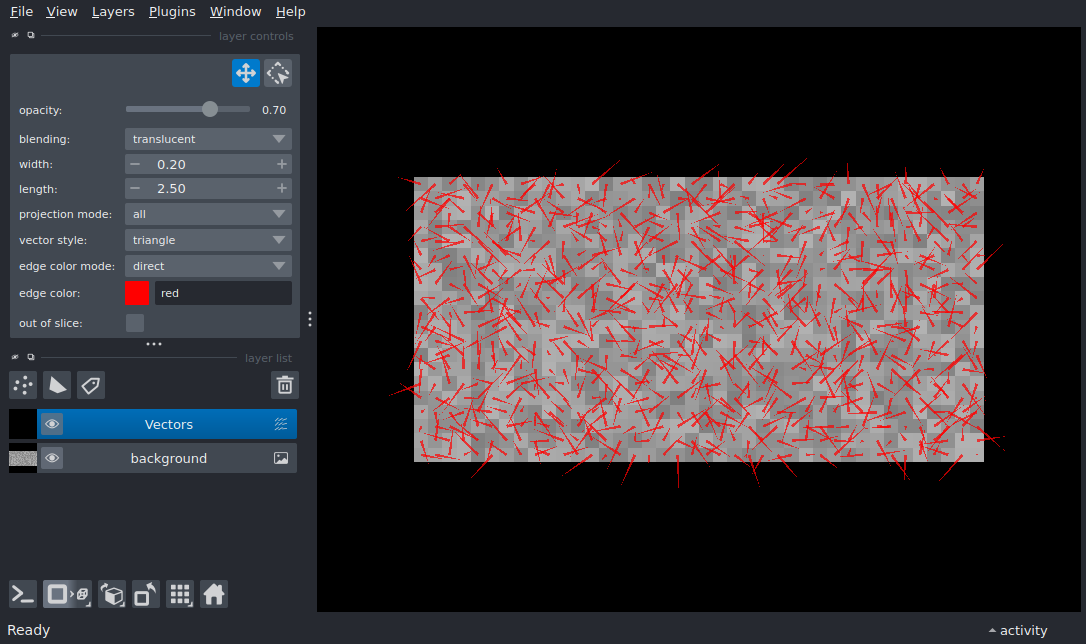 File View Layers Plugins Window Help
layer controls
opacity: 0.70
blending: translucent
width: 0.20
length: 2.50
projection mode: all
vector style: triangle
edge color mode: direct
edge color: red
out of slice:
layer list
Vectors
background
Ready activity